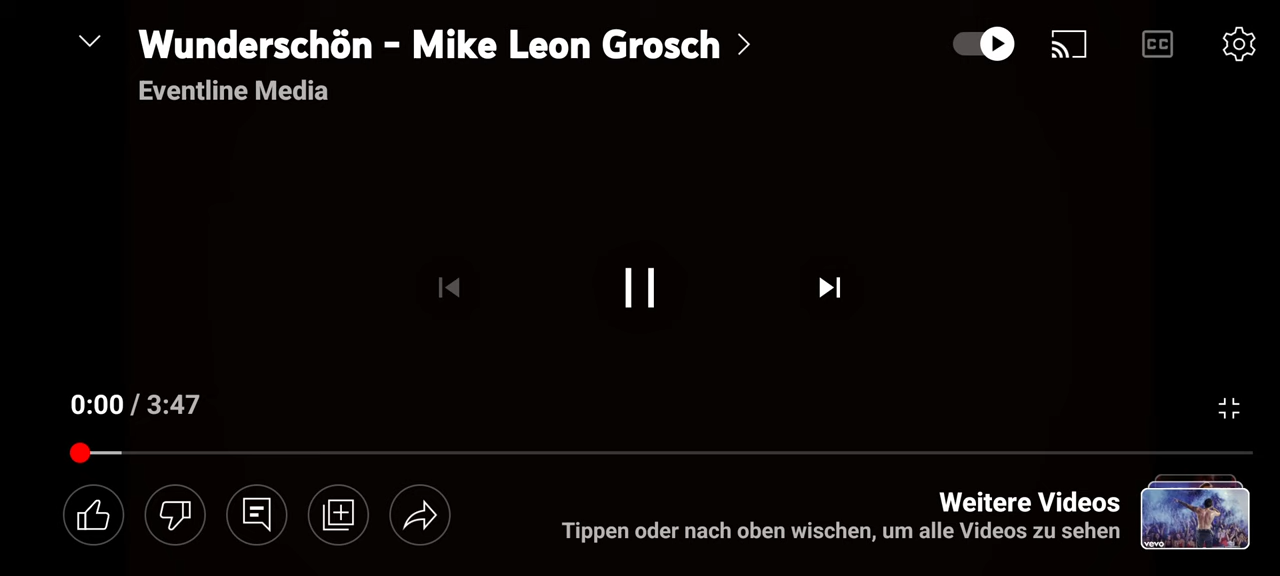 Wunderschön - Mike Leon Grosch
Eventline Media
CC
0:00 / 3:47
Weitere Videos
Tippen oder nach oben wischen, um alle Videos zu sehen
vevo